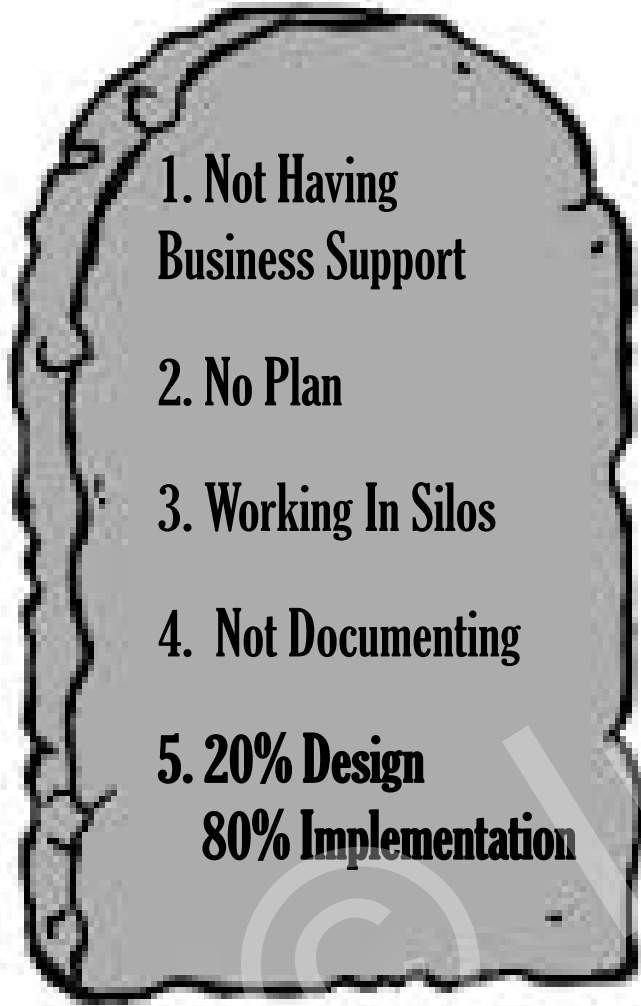 1. Not Having
Business Support
2. No Plan
3. Working In Silos
4. Not Documenting
5. 20% Design
80% Implementation
©